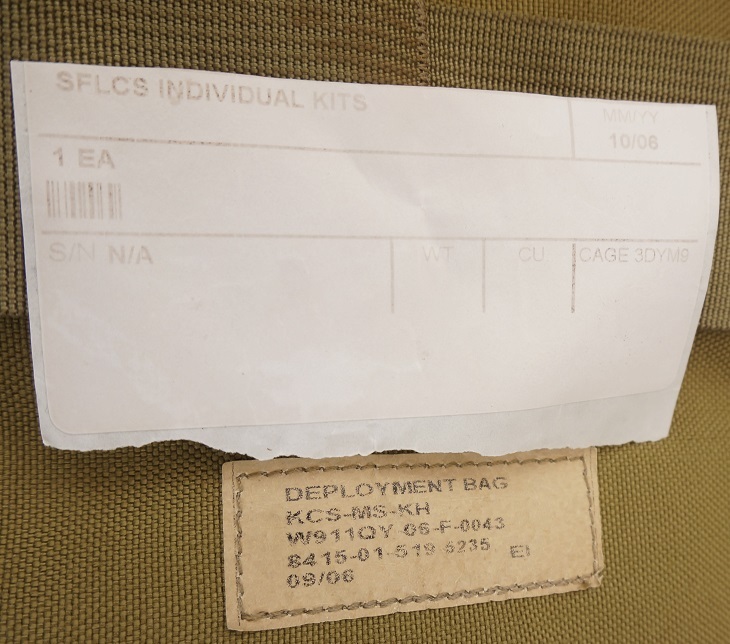 SFLCS INDIVIDUAL KITS
MM/YY
10/06
1 EA
S/N N/A
WT
CU
CAGE 3DYM9
DEPLOYMENT BAG
KCS-MS-KH
W911QY-06-F-0043
8415-01-519-5235 EI
09/06